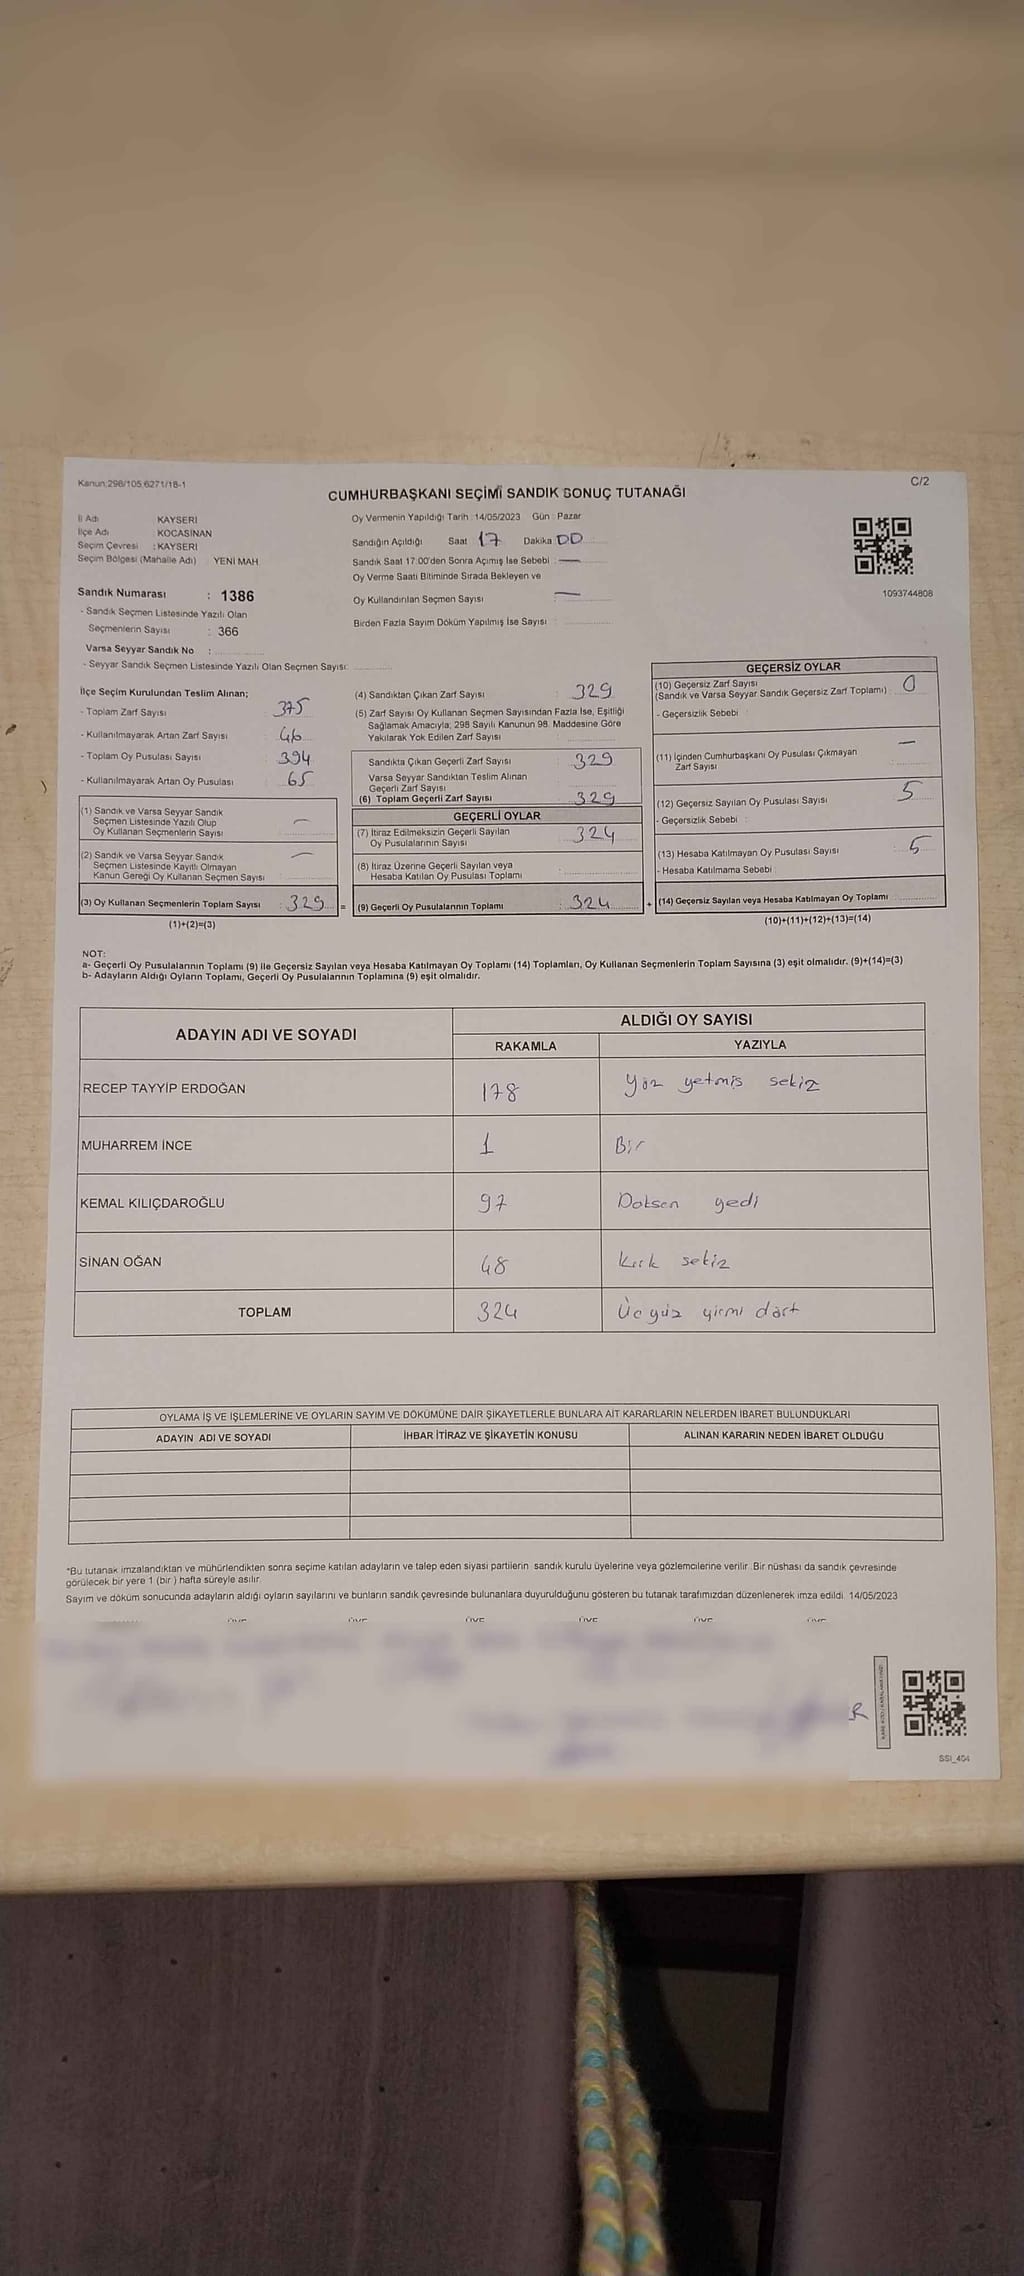 Kanun:298/105,6271/18-1
C/2
CUMHURBAŞKANI SEÇİMİ SANDIK SONUÇ TUTANAĞI
İl Adı KAYSERİ
İlçe Adı KOCASİNAN
Seçim Çevresi : KAYSERİ
Seçim Bölgesi (Mahalle Adı) YENİ MAH
Sandık Numarası : 1386
- Sandık Seçmen Listesinde Yazılı Olan
Seçmenlerin Sayısı : 366
Varsa Seyyar Sandık No :
- Seyyar Sandık Seçmen Listesinde Yazılı Olan Seçmen Sayısı:
Oy Vermenin Yapıldığı Tarih : 14/05/2023 Gün : Pazar
Sandığın Açıldığı Saat 17 Dakika 00
Sandık Saat 17:00'den Sonra Açımış İse Sebebi : —
Oy Verme Saati Bitiminde Sırada Bekleyen ve
Oy Kullandırılan Seçmen Sayısı : —
Birden Fazla Sayım Döküm Yapılmış İse Sayısı :
1093744808
İlçe Seçim Kurulundan Teslim Alınan;
- Toplam Zarf Sayısı : 375
- Kullanılmayarak Artan Zarf Sayısı : 46
- Toplam Oy Pusulası Sayısı : 394
- Kullanılmayarak Artan Oy Pusulası : 65
(1) Sandık ve Varsa Seyyar Sandık
Seçmen Listesinde Yazılı Olup
Oy Kullanan Seçmenlerin Sayısı : —
(2) Sandık ve Varsa Seyyar Sandık
Seçmen Listesinde Kayıtlı Olmayan
Kanun Gereği Oy Kullanan Seçmen Sayısı : —
(3) Oy Kullanan Seçmenlerin Toplam Sayısı : 329 =
(1)+(2)=(3)
(4) Sandıktan Çıkan Zarf Sayısı : 329
(5) Zarf Sayısı Oy Kullanan Seçmen Sayısından Fazla İse, Eşitliği
Sağlamak Amacıyla, 298 Sayılı Kanunun 98. Maddesine Göre
Yakılarak Yok Edilen Zarf Sayısı :
Sandıkta Çıkan Geçerli Zarf Sayısı : 329
Varsa Seyyar Sandıktan Teslim Alınan
Geçerli Zarf Sayısı :
(6) Toplam Geçerli Zarf Sayısı : 329
GEÇERLİ OYLAR
(7) İtiraz Edilmeksizin Geçerli Sayılan
Oy Pusulalarının Sayısı : 324
(8) İtiraz Üzerine Geçerli Sayılan veya
Hesaba Katılan Oy Pusulası Toplamı :
(9) Geçerli Oy Pusulalarının Toplamı : 324 +
GEÇERSİZ OYLAR
(10) Geçersiz Zarf Sayısı
(Sandık ve Varsa Seyyar Sandık Geçersiz Zarf Toplamı) : 0
- Geçersizlik Sebebi :
(11) İçinden Cumhurbaşkanı Oy Pusulası Çıkmayan
Zarf Sayısı : —
(12) Geçersiz Sayılan Oy Pusulası Sayısı : 5
- Geçersizlik Sebebi :
(13) Hesaba Katılmayan Oy Pusulası Sayısı : 5
- Hesaba Katılmama Sebebi :
(14) Geçersiz Sayılan veya Hesaba Katılmayan Oy Toplamı :
(10)+(11)+(12)+(13)=(14)
NOT:
a- Geçerli Oy Pusulalarının Toplamı (9) ile Geçersiz Sayılan veya Hesaba Katılmayan Oy Toplamı (14) Toplamları, Oy Kullanan Seçmenlerin Toplam Sayısına (3) eşit olmalıdır. (9)+(14)=(3)
b- Adayların Aldığı Oyların Toplamı, Geçerli Oy Pusulalarının Toplamına (9) eşit olmalıdır.
ADAYIN ADI VE SOYADI ALDIĞI OY SAYISI
RAKAMLA YAZIYLA
RECEP TAYYİP ERDOĞAN 178 Yüz yetmiş sekiz
MUHARREM İNCE 1 Bir
KEMAL KILIÇDAROĞLU 97 Doksan yedi
SİNAN OĞAN 48 Kırk sekiz
TOPLAM 324 Üçyüz yirmi dört
OYLAMA İŞ VE İŞLEMLERİNE VE OYLARIN SAYIM VE DÖKÜMÜNE DAİR ŞİKAYETLERLE BUNLARA AİT KARARLARIN NELERDEN İBARET BULUNDUKLARI
ADAYIN ADI VE SOYADI İHBAR İTİRAZ VE ŞİKAYETİN KONUSU ALINAN KARARIN NEDEN İBARET OLDUĞU
*Bu tutanak imzalandıktan ve mühürlendikten sonra seçime katılan adayların ve talep eden siyasi partilerin sandık kurulu üyelerine veya gözlemcilerine verilir. Bir nüshası da sandık çevresinde
görülecek bir yere 1 (bir ) hafta süreyle asılır.
Sayım ve döküm sonucunda adayların aldığı oyların sayılarını ve bunların sandık çevresinde bulunanlara duyurulduğunu gösteren bu tutanak tarafımızdan düzenlenerek imza edildi. 14/05/2023
ÜYE ÜYE ÜYE ÜYE ÜYE ÜYE
R
SSI_404